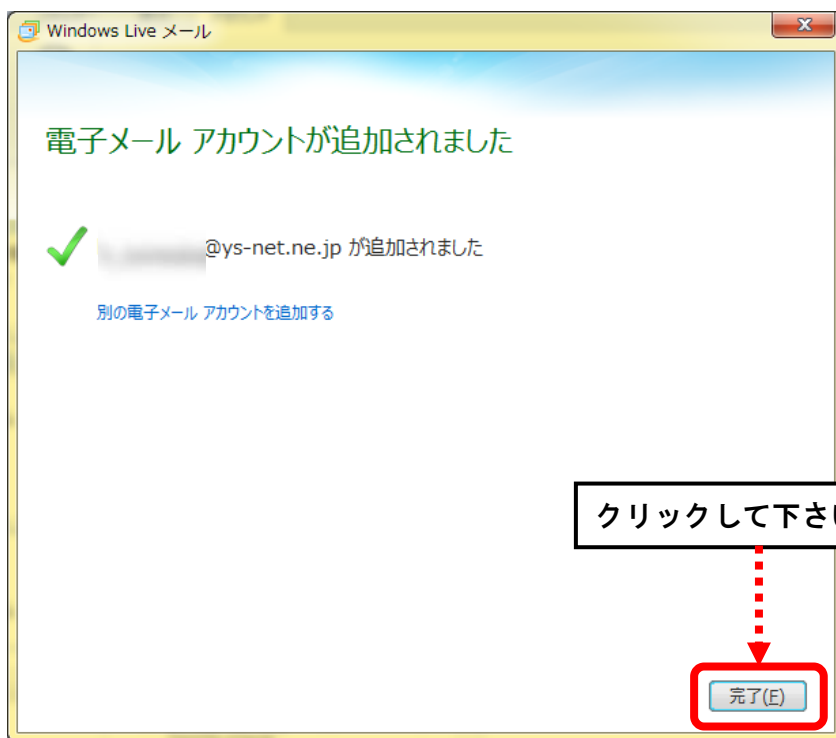 Windows Live メール
電子メール アカウントが追加されました
@ys-net.ne.jp が追加されました
別の電子メール アカウントを追加する
クリックして下さ
完了(F)